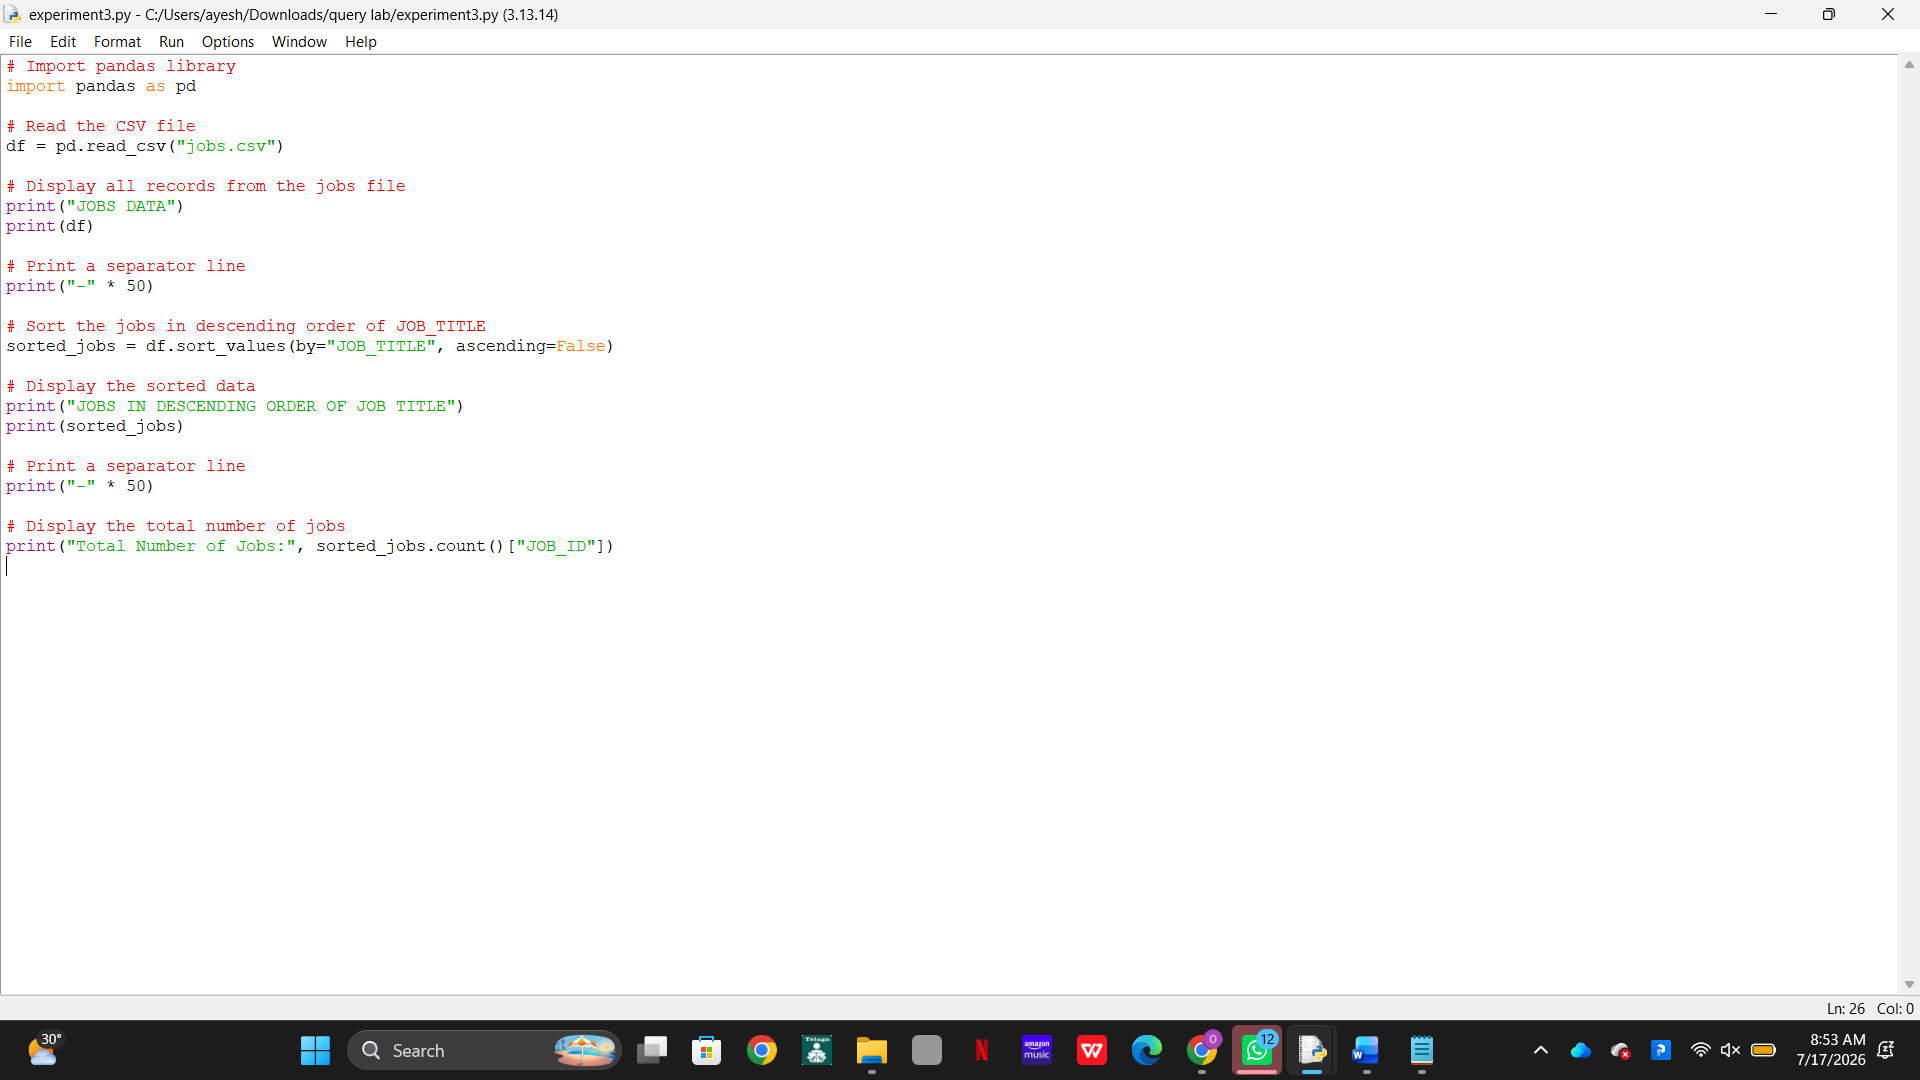 experiment3.py - C:/Users/ayesh/Downloads/query lab/experiment3.py (3.13.14)
File Edit Format Run Options Window Help
# Import pandas library
import pandas as pd

# Read the CSV file
df = pd.read_csv("jobs.csv")

# Display all records from the jobs file
print("JOBS DATA")
print(df)

# Print a separator line
print("-" * 50)

# Sort the jobs in descending order of JOB_TITLE
sorted_jobs = df.sort_values(by="JOB_TITLE", ascending=False)

# Display the sorted data
print("JOBS IN DESCENDING ORDER OF JOB TITLE")
print(sorted_jobs)

# Print a separator line
print("-" * 50)

# Display the total number of jobs
print("Total Number of Jobs:", sorted_jobs.count()["JOB_ID"])
Ln: 26 Col: 0
30°
Search
Telugu
N
amazon music
W
0
12
W
8:53 AM
7/17/2026